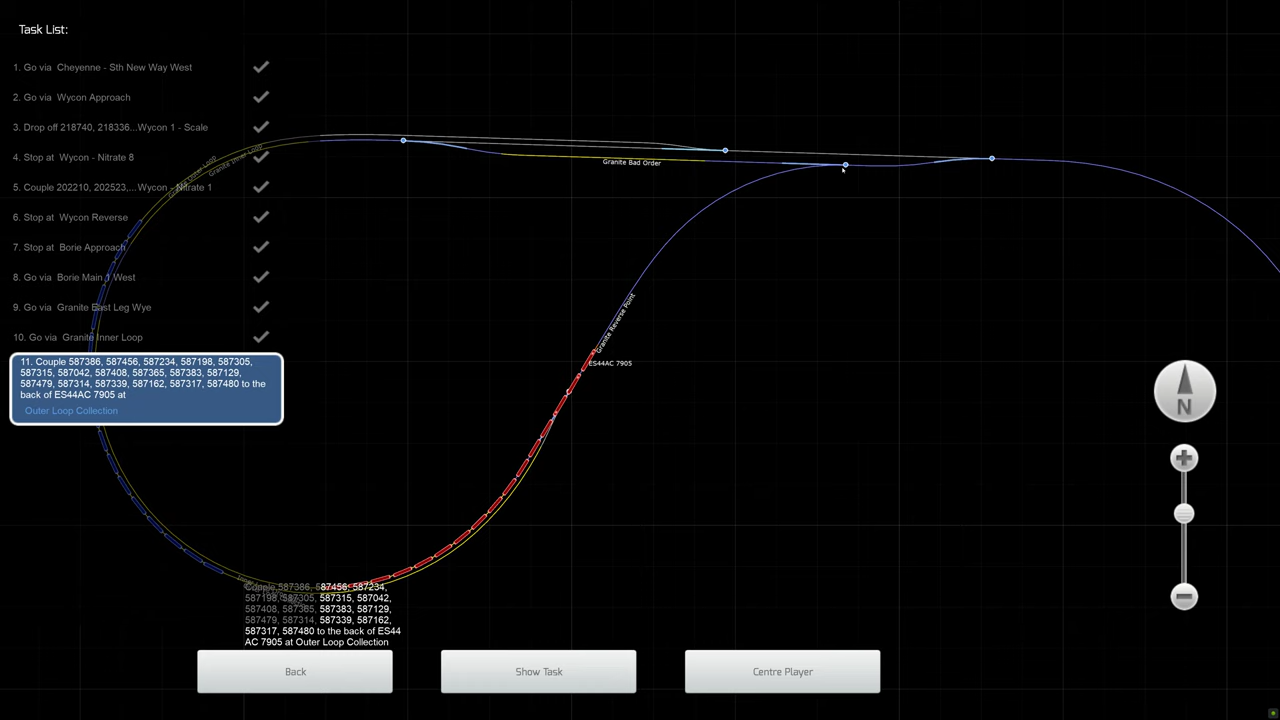 Task List:
1. Go via  Cheyenne - Sth New Way West
2. Go via  Wycon Approach
3. Drop off 218740, 218336...Wycon 1 - Scale
4. Stop at  Wycon - Nitrate 8
5. Couple 202210, 202523,...Wycon - Nitrate 1
6. Stop at  Wycon Reverse
7. Stop at  Borie Approach
8. Go via  Borie Main 1 West
9. Go via  Granite East Leg Wye
10. Go via  Granite Inner Loop
11. Couple 587386, 587456, 587234, 587198, 587305,
587315, 587042, 587408, 587365, 587383, 587129,
587479, 587314, 587339, 587162, 587317, 587480 to the
back of ES44AC 7905 at
Outer Loop Collection
Granite Inner Loop
Granite Bad Order
Granite Reverse Point
ES44AC 7905
Couple 587386, 587456, 587234,
587198, 587305, 587315, 587042,
587408, 587365, 587383, 587129,
587479, 587314, 587339, 587162,
587317, 587480 to the back of ES44
AC 7905 at Outer Loop Collection
N
Back
Show Task
Centre Player